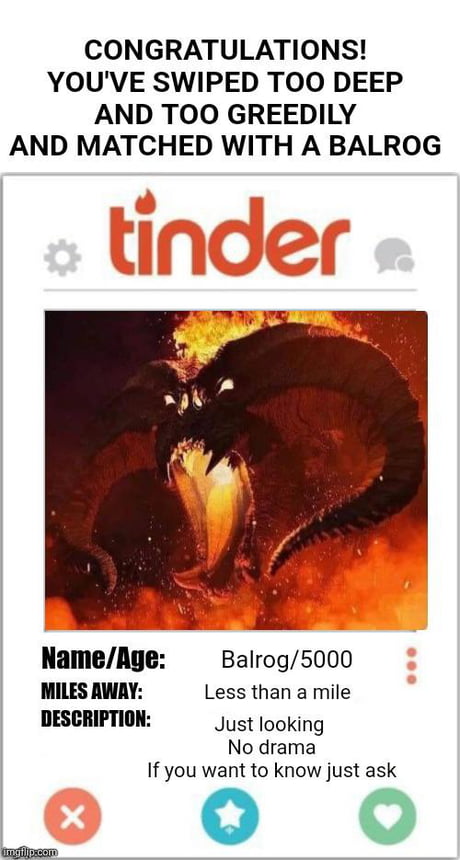 CONGRATULATIONS!
YOU'VE SWIPED TOO DEEP
AND TOO GREEDILY
AND MATCHED WITH A BALROG
tinder
Name/Age: Balrog/5000
MILES AWAY: Less than a mile
DESCRIPTION: Just looking
No drama
If you want to know just ask
imgflip.com